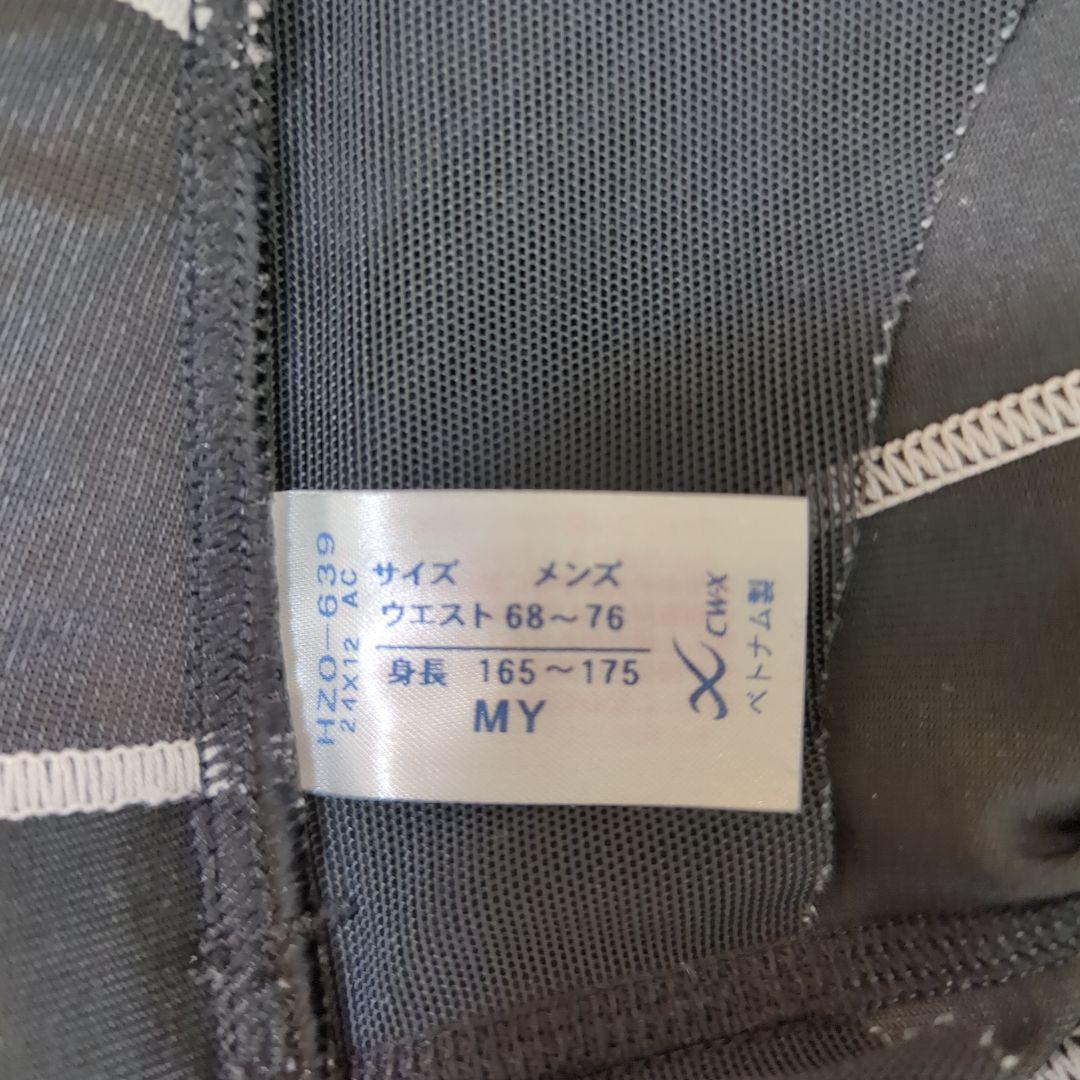 サイズ メンズ
ウエスト 68～76
身長 165～175
MY
HZO-639
24X12 AC
CW-X
ベトナム製